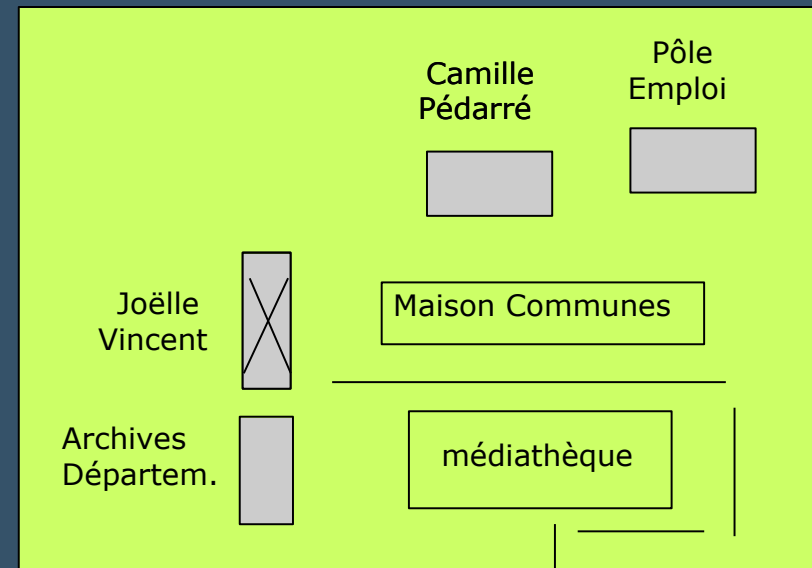 Camille
Pédarré
Pôle
Emploi
Joëlle
Vincent
Maison Communes
Archives
Départem.
médiathèque